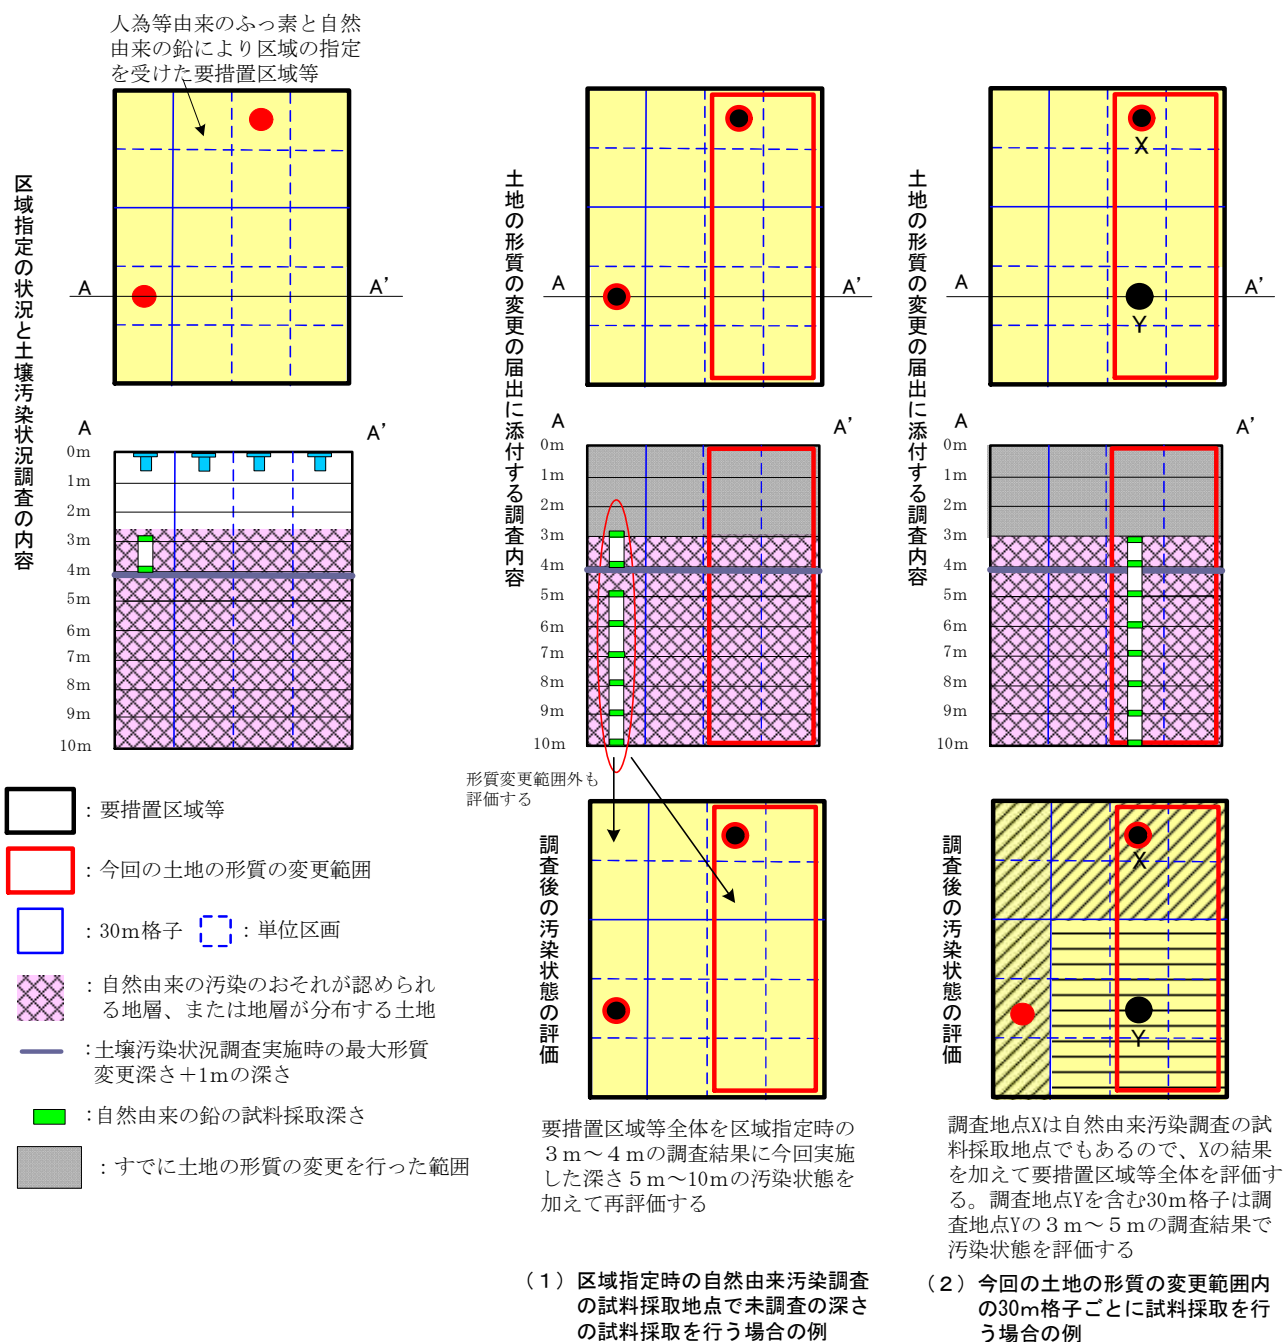 人為等由来のふっ素と自然
由来の鉛により区域の指定
を受けた要措置区域等
区域指定の状況と土壌汚染状況調査の内容
A
A'
A
A'
0m
1m
2m
3m
4m
5m
6m
7m
8m
9m
10m
：要措置区域等
：今回の土地の形質の変更範囲
：30m格子
：単位区画
：自然由来の汚染のおそれが認められ
る地層、または地層が分布する土地
：土壌汚染状況調査実施時の最大形質
変更深さ＋1mの深さ
：自然由来の鉛の試料採取深さ
：すでに土地の形質の変更を行った範囲
土地の形質の変更の届出に添付する調査内容
A
A'
A
A'
0m
1m
2m
3m
4m
5m
6m
7m
8m
9m
10m
形質変更範囲外も
評価する
調査後の汚染状態の評価
要措置区域等全体を区域指定時の
３m～４mの調査結果に今回実施
した深さ５m～10mの汚染状態を
加えて再評価する
（１）区域指定時の自然由来汚染調査
の試料採取地点で未調査の深さ
の試料採取を行う場合の例
土地の形質の変更の届出に添付する調査内容
X
A
A'
Y
A
A'
0m
1m
2m
3m
4m
5m
6m
7m
8m
9m
10m
調査後の汚染状態の評価
X
Y
調査地点Xは自然由来汚染調査の試
料採取地点でもあるので、Xの結果
を加えて要措置区域等全体を評価す
る。調査地点Yを含む30m格子は調
査地点Yの３m～５mの調査結果で
汚染状態を評価する
（２）今回の土地の形質の変更範囲内
の30m格子ごとに試料採取を行
う場合の例